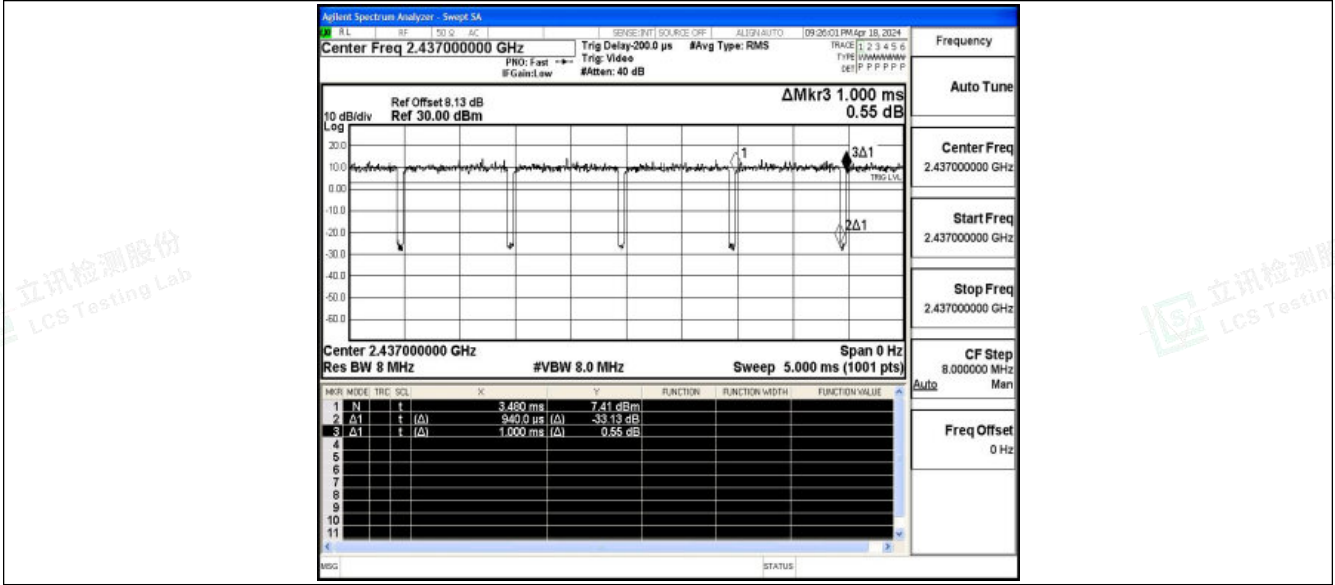 Agilent Spectrum Analyzer - Swept SA
RL RF 50 Ω AC SENSE:INT SOURCE OFF ALIGNAUTO 09:26:01 PM Apr 18, 2024
Center Freq 2.437000000 GHz
PNO: Fast
IFGain:Low
Trig Delay-200.0 µs
Trig: Video
#Atten: 40 dB
#Avg Type: RMS
TRACE 1 2 3 4 5 6
TYPE WWWWWW
DET P P P P P P
ΔMkr3 1.000 ms
0.55 dB
Ref Offset 8.13 dB
10 dB/div Ref 30.00 dBm
Log
20.0
10.0
0.00
-10.0
-20.0
-30.0
-40.0
-50.0
-60.0
1
3Δ1
TRIG LVL
2Δ1
Center 2.437000000 GHz Span 0 Hz
Res BW 8 MHz #VBW 8.0 MHz Sweep 5.000 ms (1001 pts)
MKR MODE TRC SCL X Y FUNCTION FUNCTION WIDTH FUNCTION VALUE
1 N t 3.480 ms 7.41 dBm
2 Δ1 t (Δ) 940.0 µs (Δ) -33.13 dB
3 Δ1 t (Δ) 1.000 ms (Δ) 0.55 dB
4
5
6
7
8
9
10
11
MSG STATUS
Frequency
Auto Tune
Center Freq
2.437000000 GHz
Start Freq
2.437000000 GHz
Stop Freq
2.437000000 GHz
CF Step
8.000000 MHz
Auto Man
Freq Offset
0 Hz
立讯检测股份
LCS Testing Lab
立讯检测
LCS Testin